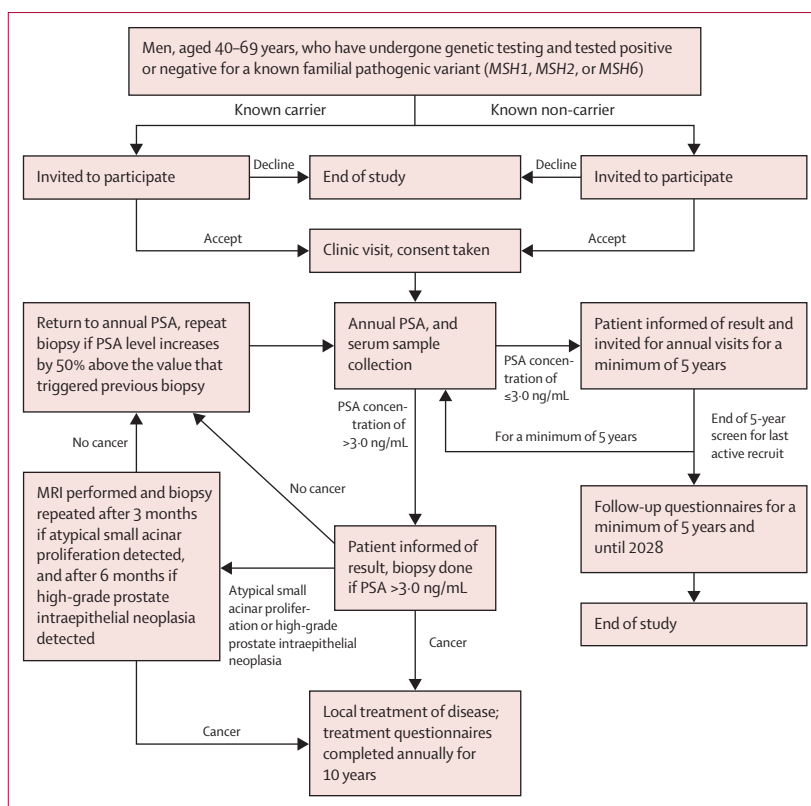 Men, aged 40–69 years, who have undergone genetic testing and tested positive
or negative for a known familial pathogenic variant (MSH1, MSH2, or MSH6)
Known carrier
Known non-carrier
Invited to participate
Decline
End of study
Decline
Invited to participate
Accept
Clinic visit, consent taken
Accept
Return to annual PSA, repeat
biopsy if PSA level increases
by 50% above the value that
triggered previous biopsy
Annual PSA, and
serum sample
collection
PSA concen-
tration of
≤3·0 ng/mL
Patient informed of result and
invited for annual visits for a
minimum of 5 years
PSA concen-
tration of
>3·0 ng/mL
For a minimum of 5 years
End of 5-year
screen for last
active recruit
No cancer
No cancer
MRI performed and biopsy
repeated after 3 months
if atypical small acinar
proliferation detected,
and after 6 months if
high-grade prostate
intraepithelial neoplasia
detected
Atypical small
acinar prolifer-
ation or high-grade
prostate intraepithelial
neoplasia
Patient informed of
result, biopsy done
if PSA >3·0 ng/mL
Follow-up questionnaires for a
minimum of 5 years and
until 2028
End of study
Cancer
Cancer
Local treatment of disease;
treatment questionnaires
completed annually for
10 years